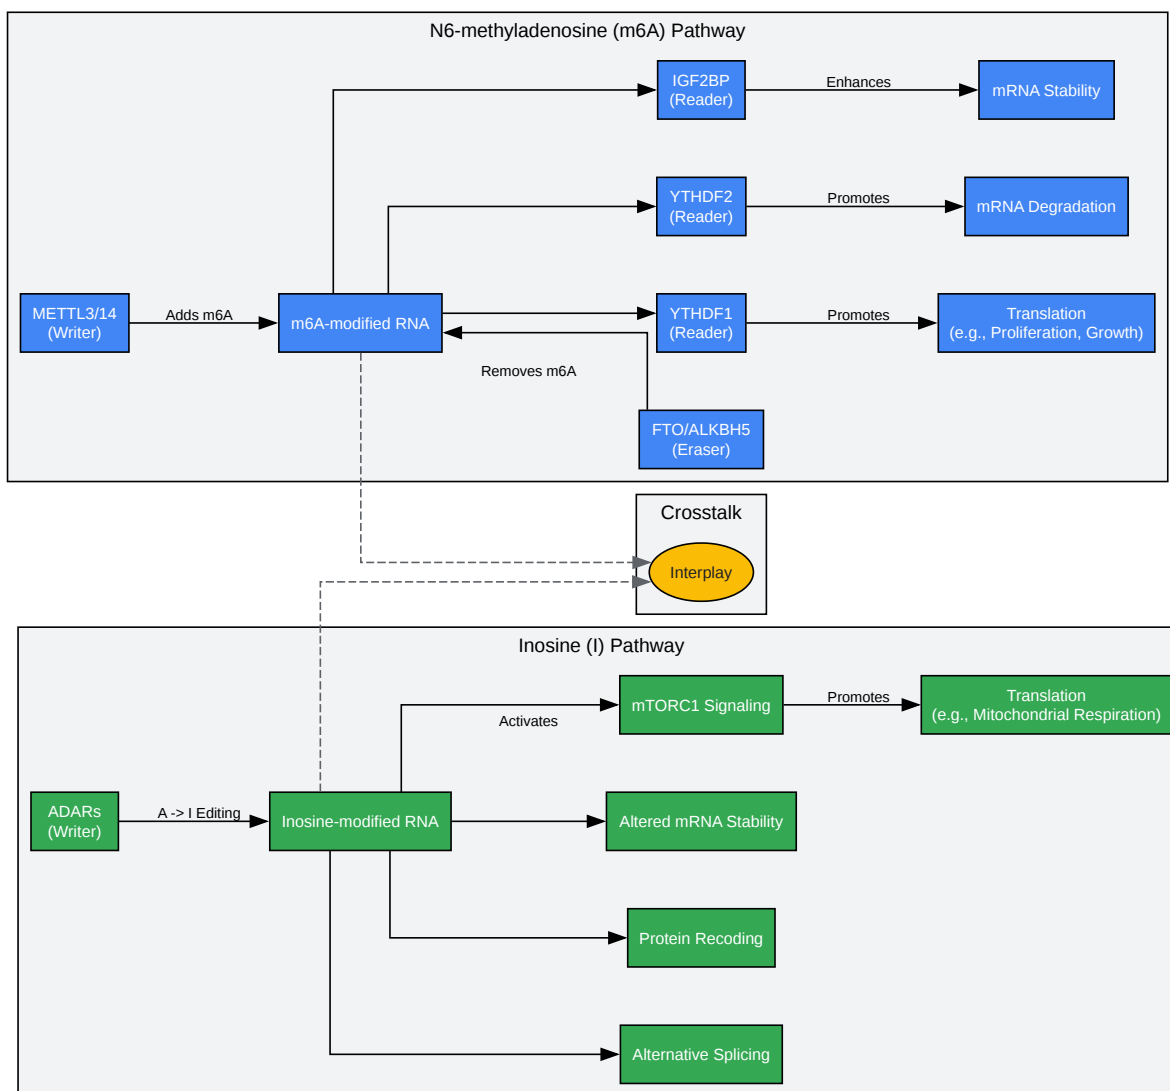 N6-methyladenosine (m6A) Pathway
IGF2BP
(Reader)
Enhances
mRNA Stability
YTHDF2
(Reader)
Promotes
mRNA Degradation
METTL3/14
(Writer)
Adds m6A
m6A-modified RNA
YTHDF1
(Reader)
Promotes
Translation
(e.g., Proliferation, Growth)
Removes m6A
FTO/ALKBH5
(Eraser)
Crosstalk
Interplay
Inosine (I) Pathway
Activates
mTORC1 Signaling
Promotes
Translation
(e.g., Mitochondrial Respiration)
ADARs
(Writer)
A -> I Editing
Inosine-modified RNA
Altered mRNA Stability
Protein Recoding
Alternative Splicing